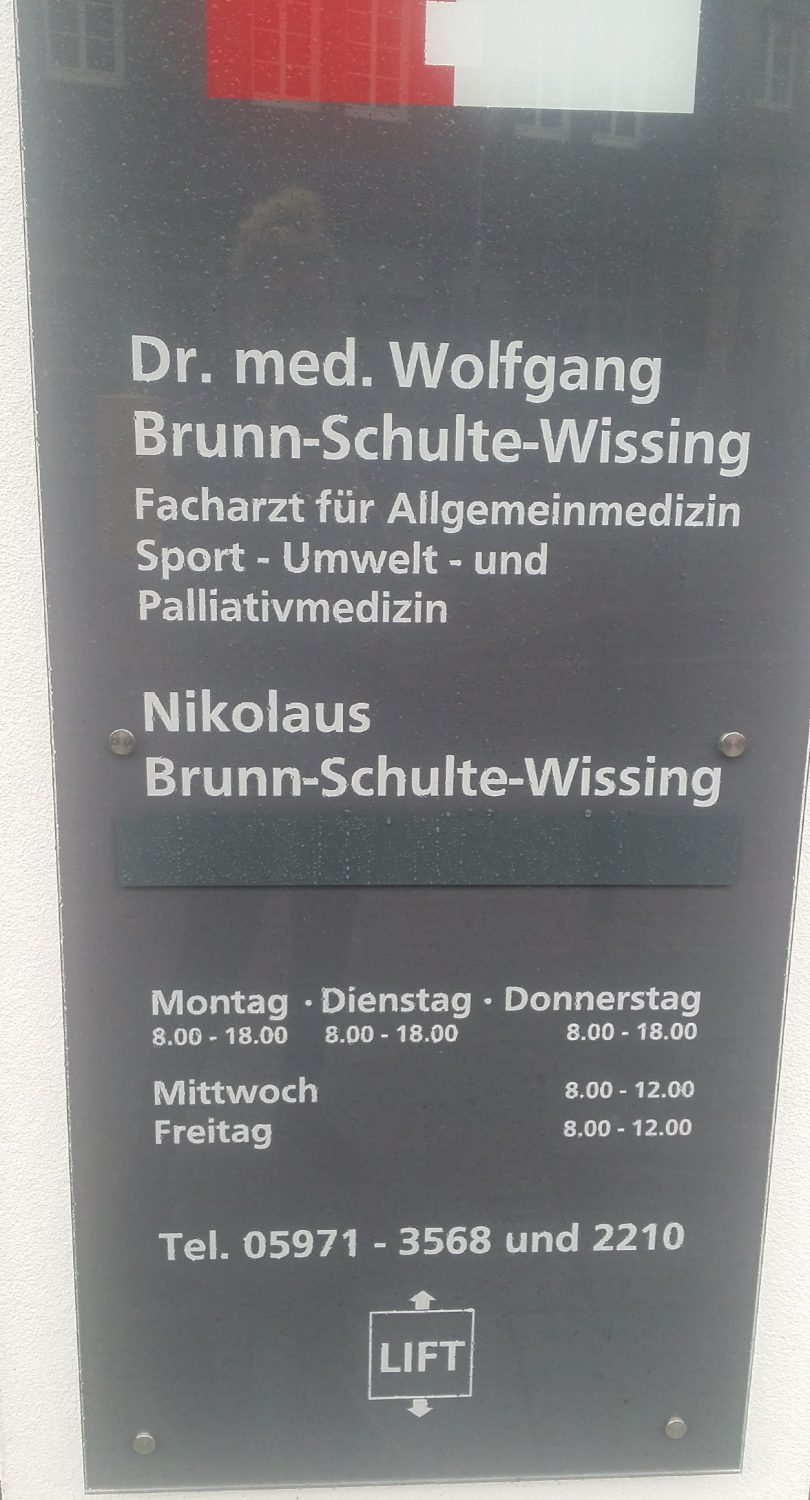 Dr. med. Wolfgang
Brunn-Schulte-Wissing
Facharzt für Allgemeinmedizin
Sport - Umwelt - und
Palliativmedizin
Nikolaus
Brunn-Schulte-Wissing
Montag · Dienstag · Donnerstag
8.00 - 18.00 8.00 - 18.00 8.00 - 18.00
Mittwoch 8.00 - 12.00
Freitag 8.00 - 12.00
Tel. 05971 - 3568 und 2210
LIFT